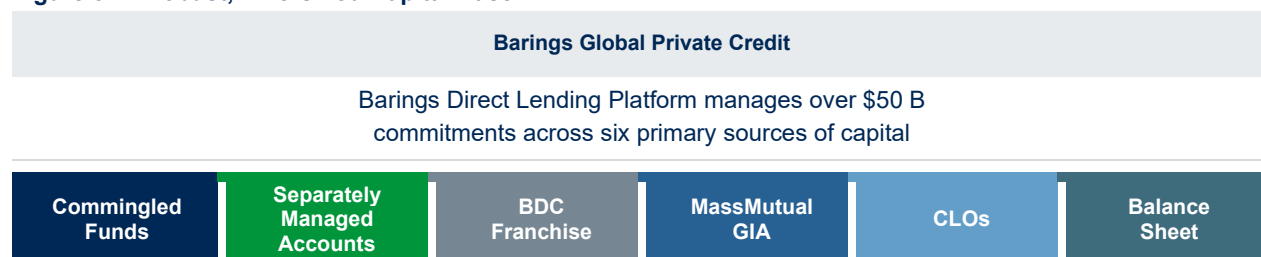 Barings Global Private Credit
Barings Direct Lending Platform manages over $50 B
commitments across six primary sources of capital
Commingled
Funds
Separately
Managed
Accounts
BDC
Franchise
MassMutual
GIA
CLOs
Balance
Sheet